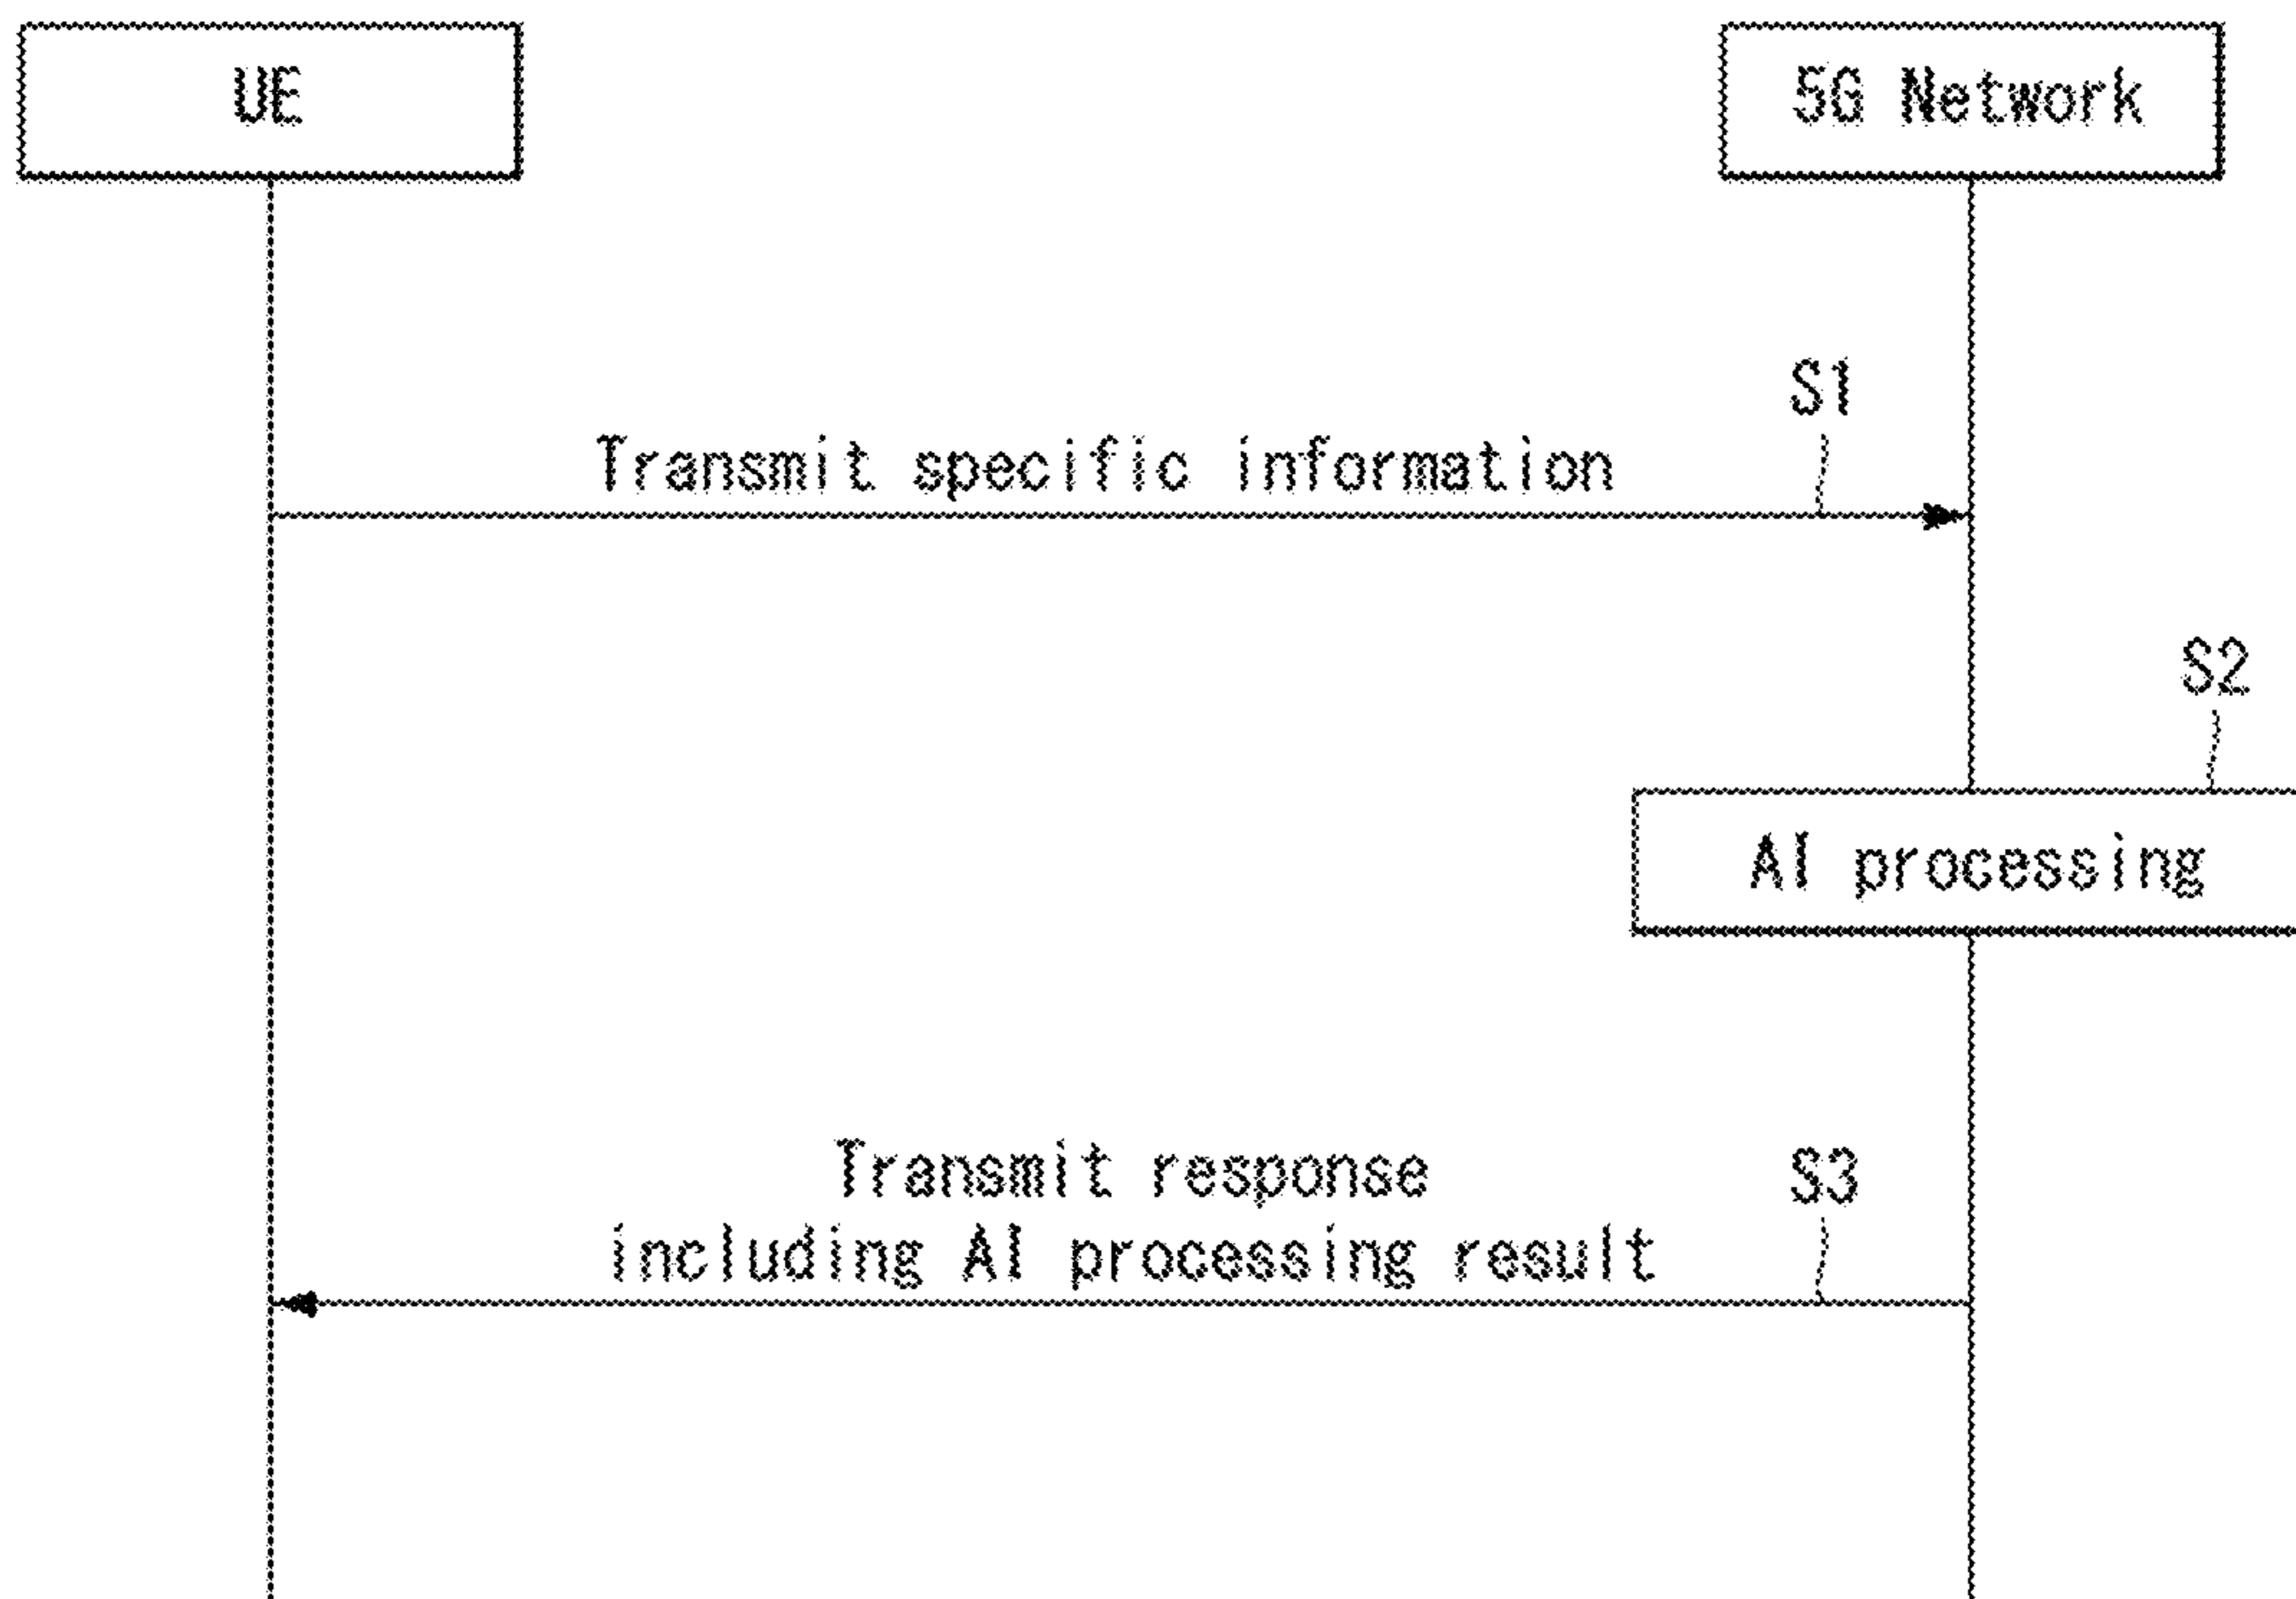 UE
5G Network
S1
Transmit specific information
S2
AI processing
Transmit response
S3
including AI processing result